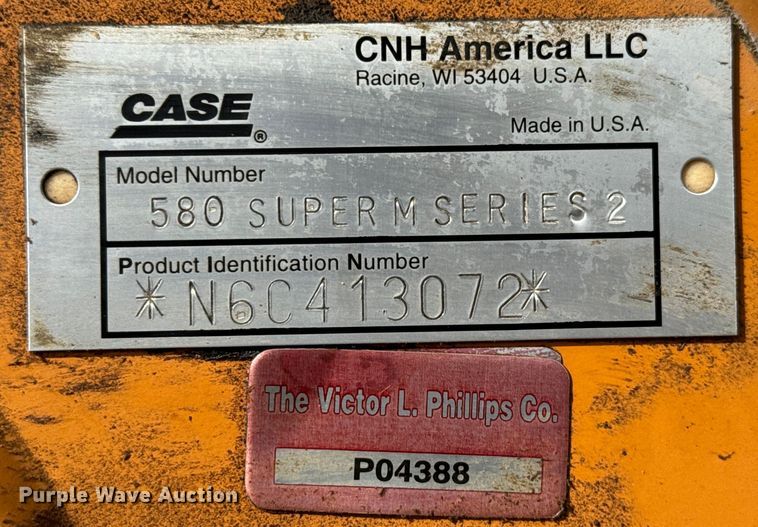 CNH America LLC
Racine, WI 53404 U.S.A.
CASE®
Made in U.S.A.
Model Number
580 SUPER M SERIES 2
Product Identification Number
*N6C413072*
The Victor L. Phillips Co.
P04388
Purple Wave Auction